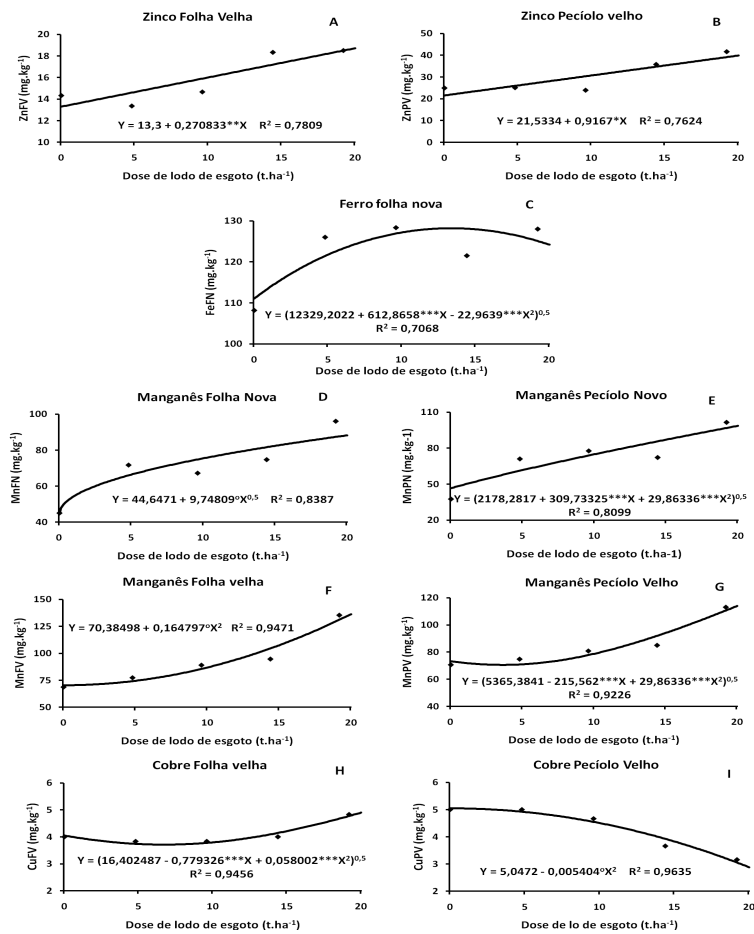 Zinco Folha Velha A
ZnFV (mg.kg⁻¹)
20
18
16
14
12
10
Y = 13,3 + 0,270833**X R² = 0,7809
0 5 10 15 20
Dose de lodo de esgoto (t.ha⁻¹)
Zinco Pecíolo velho B
ZnPV (mg.kg⁻¹)
50
40
30
20
10
0
Y = 21,5334 + 0,9167*X R² = 0,7624
0 5 10 15 20
Dose de lodo de esgoto (t.ha⁻¹)
Ferro folha nova C
FeFN (mg.kg⁻¹)
130
120
110
100
Y = (12329,2022 + 612,8658***X - 22,9639***X²)⁰,⁵
R² = 0,7068
0 5 10 15 20
Dose de lodo de esgoto (t.ha⁻¹)
Manganês Folha Nova D
MnFN (mg.kg⁻¹)
100
80
60
40
Y = 44,6471 + 9,74809ºX⁰,⁵ R² = 0,8387
0 5 10 15 20
Dose de lodo de esgoto (t.ha⁻¹)
Manganês Pecíolo Novo E
MnPN (mg.kg-1)
110
80
50
20
Y = (2178,2817 + 309,73325***X + 29,86336***X²)⁰,⁵
R² = 0,8099
0 5 10 15 20
Dose de lodo de esgoto (t.ha-1)
Manganês Folha velha F
MnFV (mg.kg⁻¹)
150
125
100
75
50
Y = 70,38498 + 0,164797ºX² R² = 0,9471
0 5 10 15 20
Dose de lodo de esgoto (t.ha⁻¹)
Manganês Pecíolo Velho G
MnPV (mg.kg⁻¹)
120
100
80
60
40
Y = (5365,3841 - 215,562***X + 29,86336***X²)⁰,⁵
R² = 0,9226
0 5 10 15 20
Dose de lodo de esgoto (t.ha⁻¹)
Cobre Folha velha H
CuFV (mg.kg⁻¹)
6
5
4
3
2
Y = (16,402487 - 0,779326***X + 0,058002***X²)⁰,⁵
R² = 0,9456
0 5 10 15 20
Dose de lodo de esgoto (t.ha⁻¹)
Cobre Pecíolo Velho I
CuPV (mg.kg⁻¹)
6
5
4
3
2
Y = 5,0472 - 0,005404ºX² R² = 0,9635
0 5 10 15 20
Dose de lo do de esgoto (t.ha⁻¹)